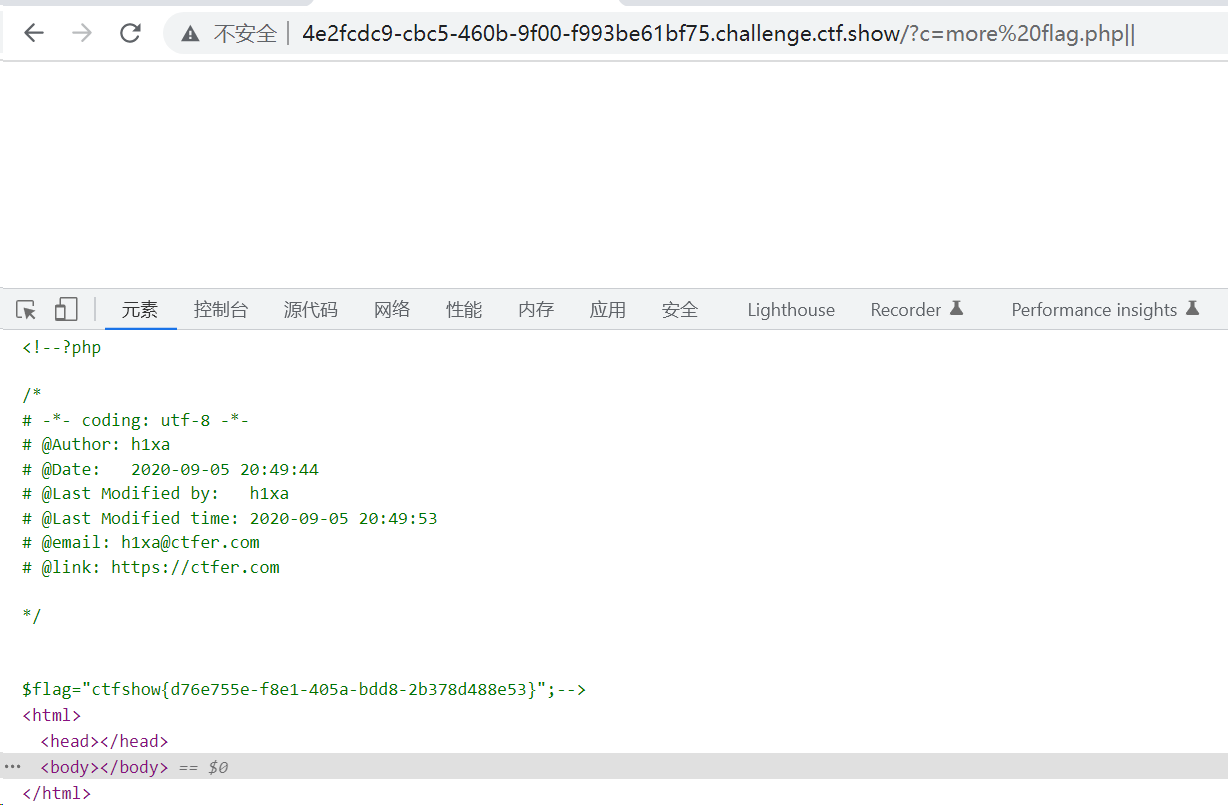 不安全 | 4e2fcdc9-cbc5-460b-9f00-f993be61bf75.challenge.ctf.show/?c=more%20flag.php||
元素 控制台 源代码 网络 性能 内存 应用 安全 Lighthouse Recorder Performance insights
<!--?php
/*
# -*- coding: utf-8 -*-
# @Author: h1xa
# @Date:   2020-09-05 20:49:44
# @Last Modified by:   h1xa
# @Last Modified time: 2020-09-05 20:49:53
# @email: h1xa@ctfer.com
# @link: https://ctfer.com
*/
$flag="ctfshow{d76e755e-f8e1-405a-bdd8-2b378d488e53}";-->
<html>
<head></head>
... <body></body> == $0
</html>